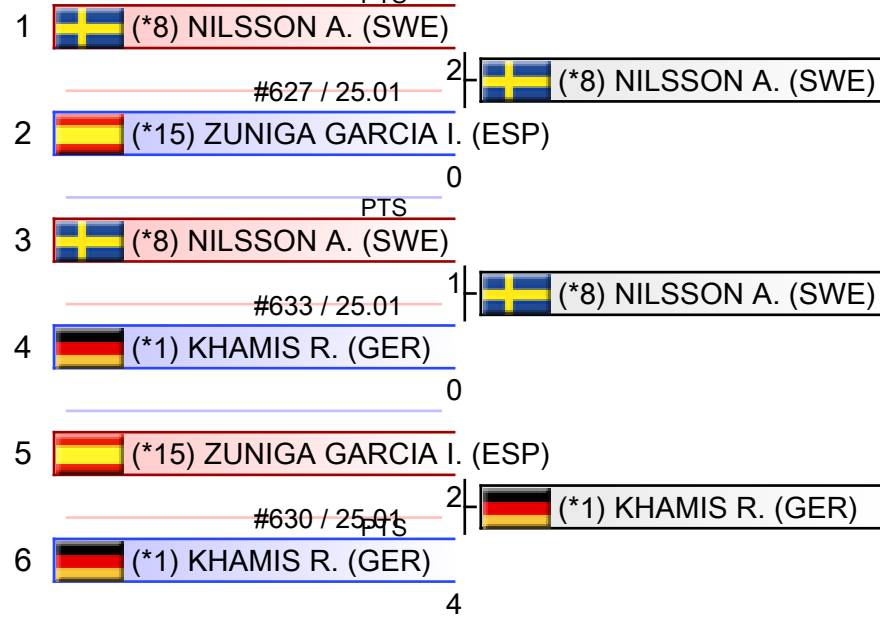 PTS
1 (*8) NILSSON A. (SWE)
2 (*8) NILSSON A. (SWE)
#627 / 25.01
2 (*15) ZUNIGA GARCIA I. (ESP)
0
PTS
3 (*8) NILSSON A. (SWE)
1 (*8) NILSSON A. (SWE)
#633 / 25.01
4 (*1) KHAMIS R. (GER)
0
5 (*15) ZUNIGA GARCIA I. (ESP)
2 (*1) KHAMIS R. (GER)
#630 / 25.01
PTS
6 (*1) KHAMIS R. (GER)
4